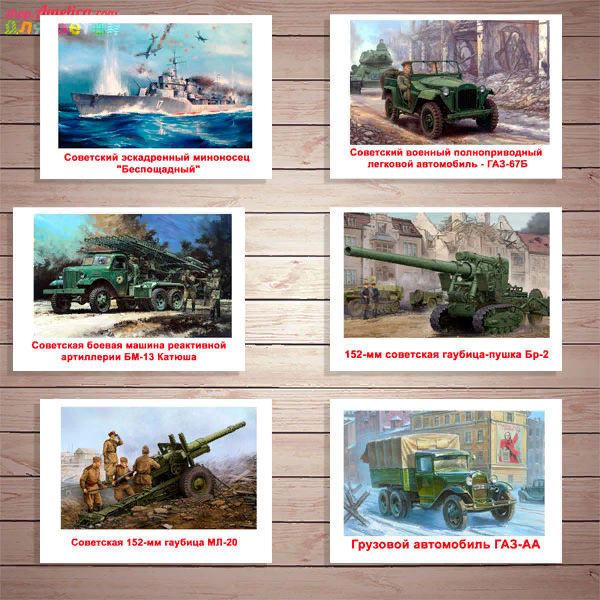 Советский эскадренный миноносец
"Беспощадный"
Советский военный полноприводный
легковой автомобиль - ГАЗ-67Б
Советская боевая машина реактивной
артиллерии БМ-13 Катюша
152-мм советская гаубица-пушка Бр-2
Советская 152-мм гаубица МЛ-20
Грузовой автомобиль ГАЗ-АА